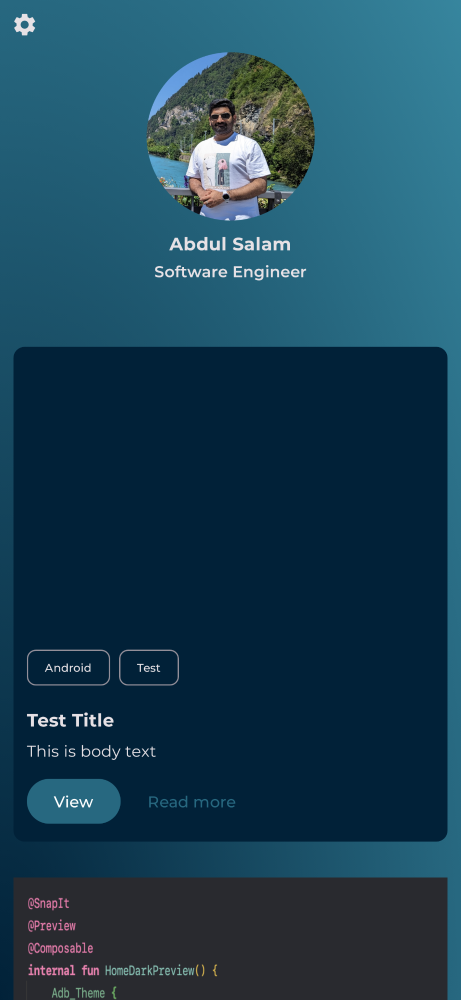 Abdul Salam
Software Engineer
Android Test
Test Title
This is body text
View Read more
@SnapIt
@Preview
@Composable
internal fun HomeDarkPreview() {
Adb_Theme {